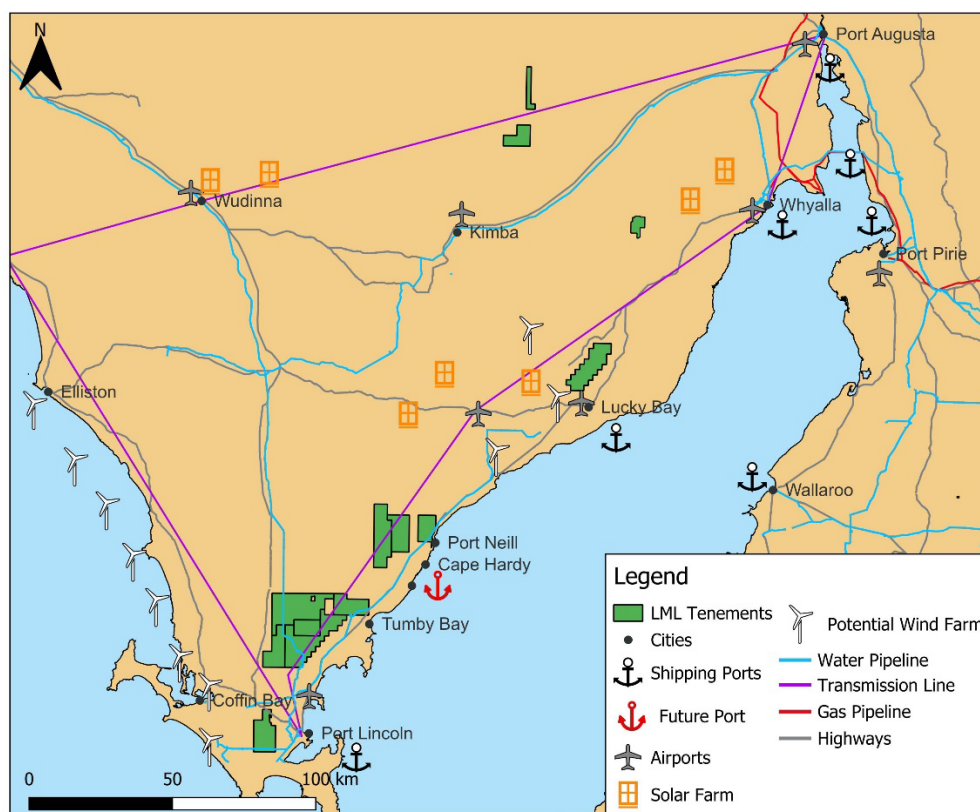 N
Port Augusta
Wudinna
Kimba
Whyalla
Port Pirie
Elliston
Lucky Bay
Wallaroo
Port Neill
Cape Hardy
Tumby Bay
Coffin Bay
Port Lincoln
0 50 100 km
Legend
LML Tenements
Cities
Shipping Ports
Future Port
Airports
Solar Farm
Potential Wind Farm
Water Pipeline
Transmission Line
Gas Pipeline
Highways